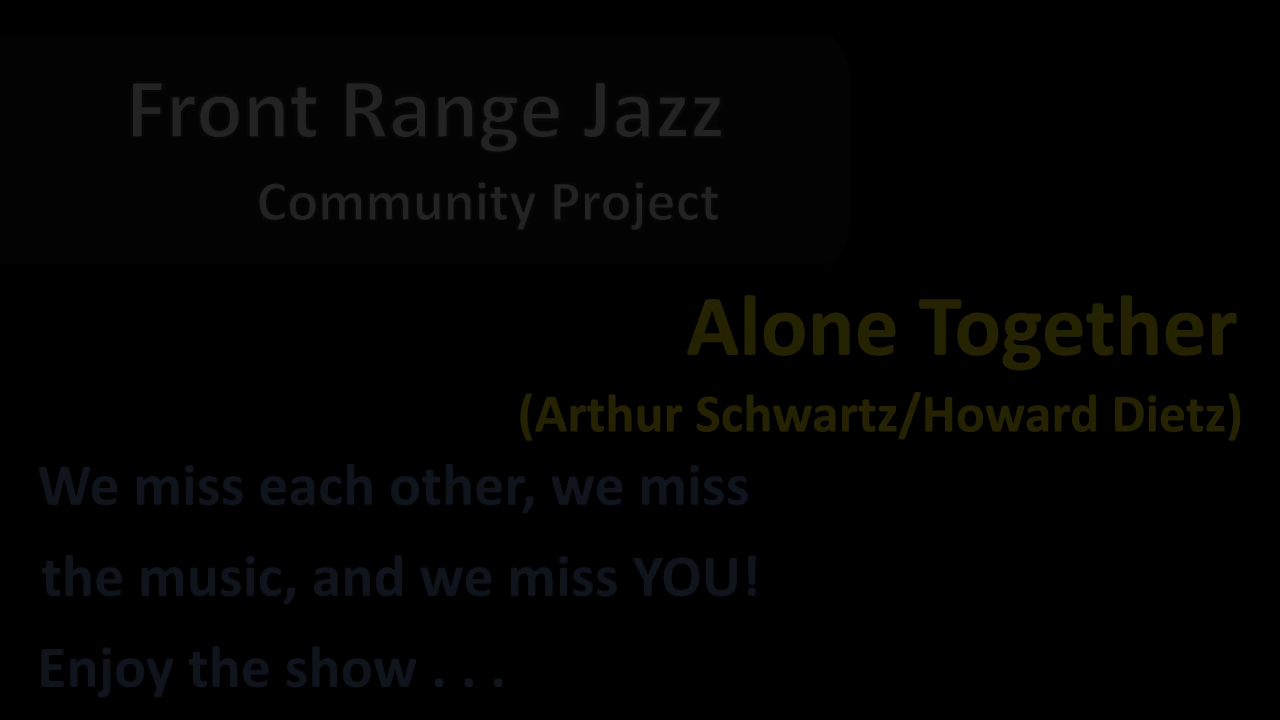 Front Range Jazz
Community Project
Alone Together
(Arthur Schwartz/Howard Dietz)
We miss each other, we miss
the music, and we miss YOU!
Enjoy the show . . .